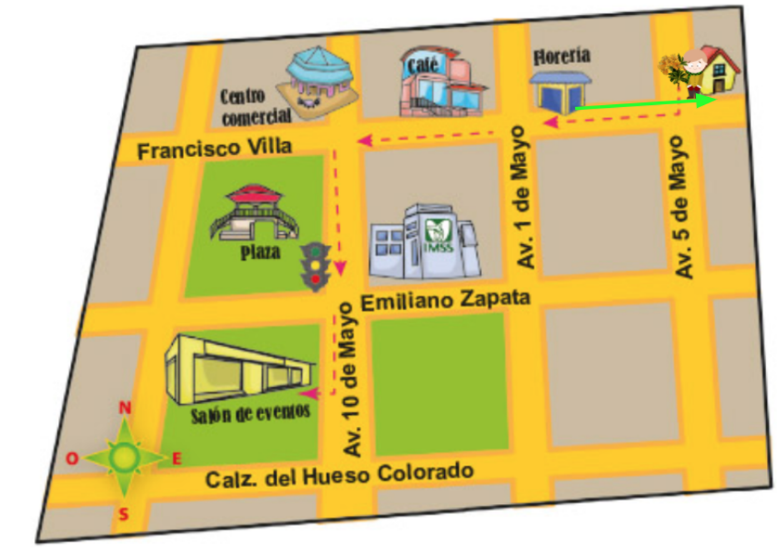 Centro
comercial
Café
Florería
Francisco Villa
Av. 1 de Mayo
Av. 5 de Mayo
Plaza
IMSS
Emiliano Zapata
Av. 10 de Mayo
Salón de eventos
N
O
E
S
Calz. del Hueso Colorado